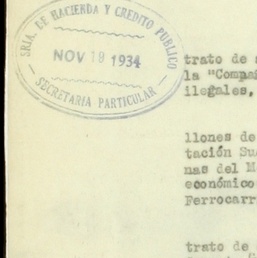 SRIA. DE HACIENDA Y CREDITO PUBLICO
NOV 19 1934
SECRETARIA PARTICULAR
trato de
la "Compañ
ilegales,
llones de
tación Su
nas del M
económico
Ferrocarr
trato de